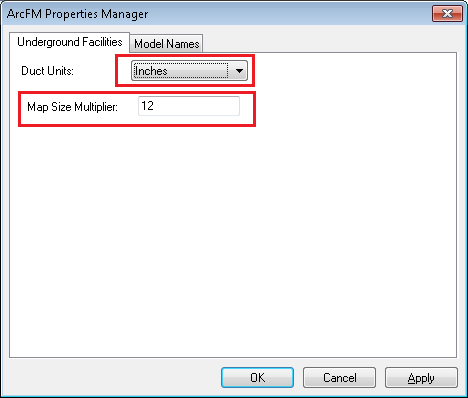 ArcFM Properties Manager
Underground Facilities Model Names
Duct Units: Inches
Map Size Multiplier: 12
OK Cancel Apply